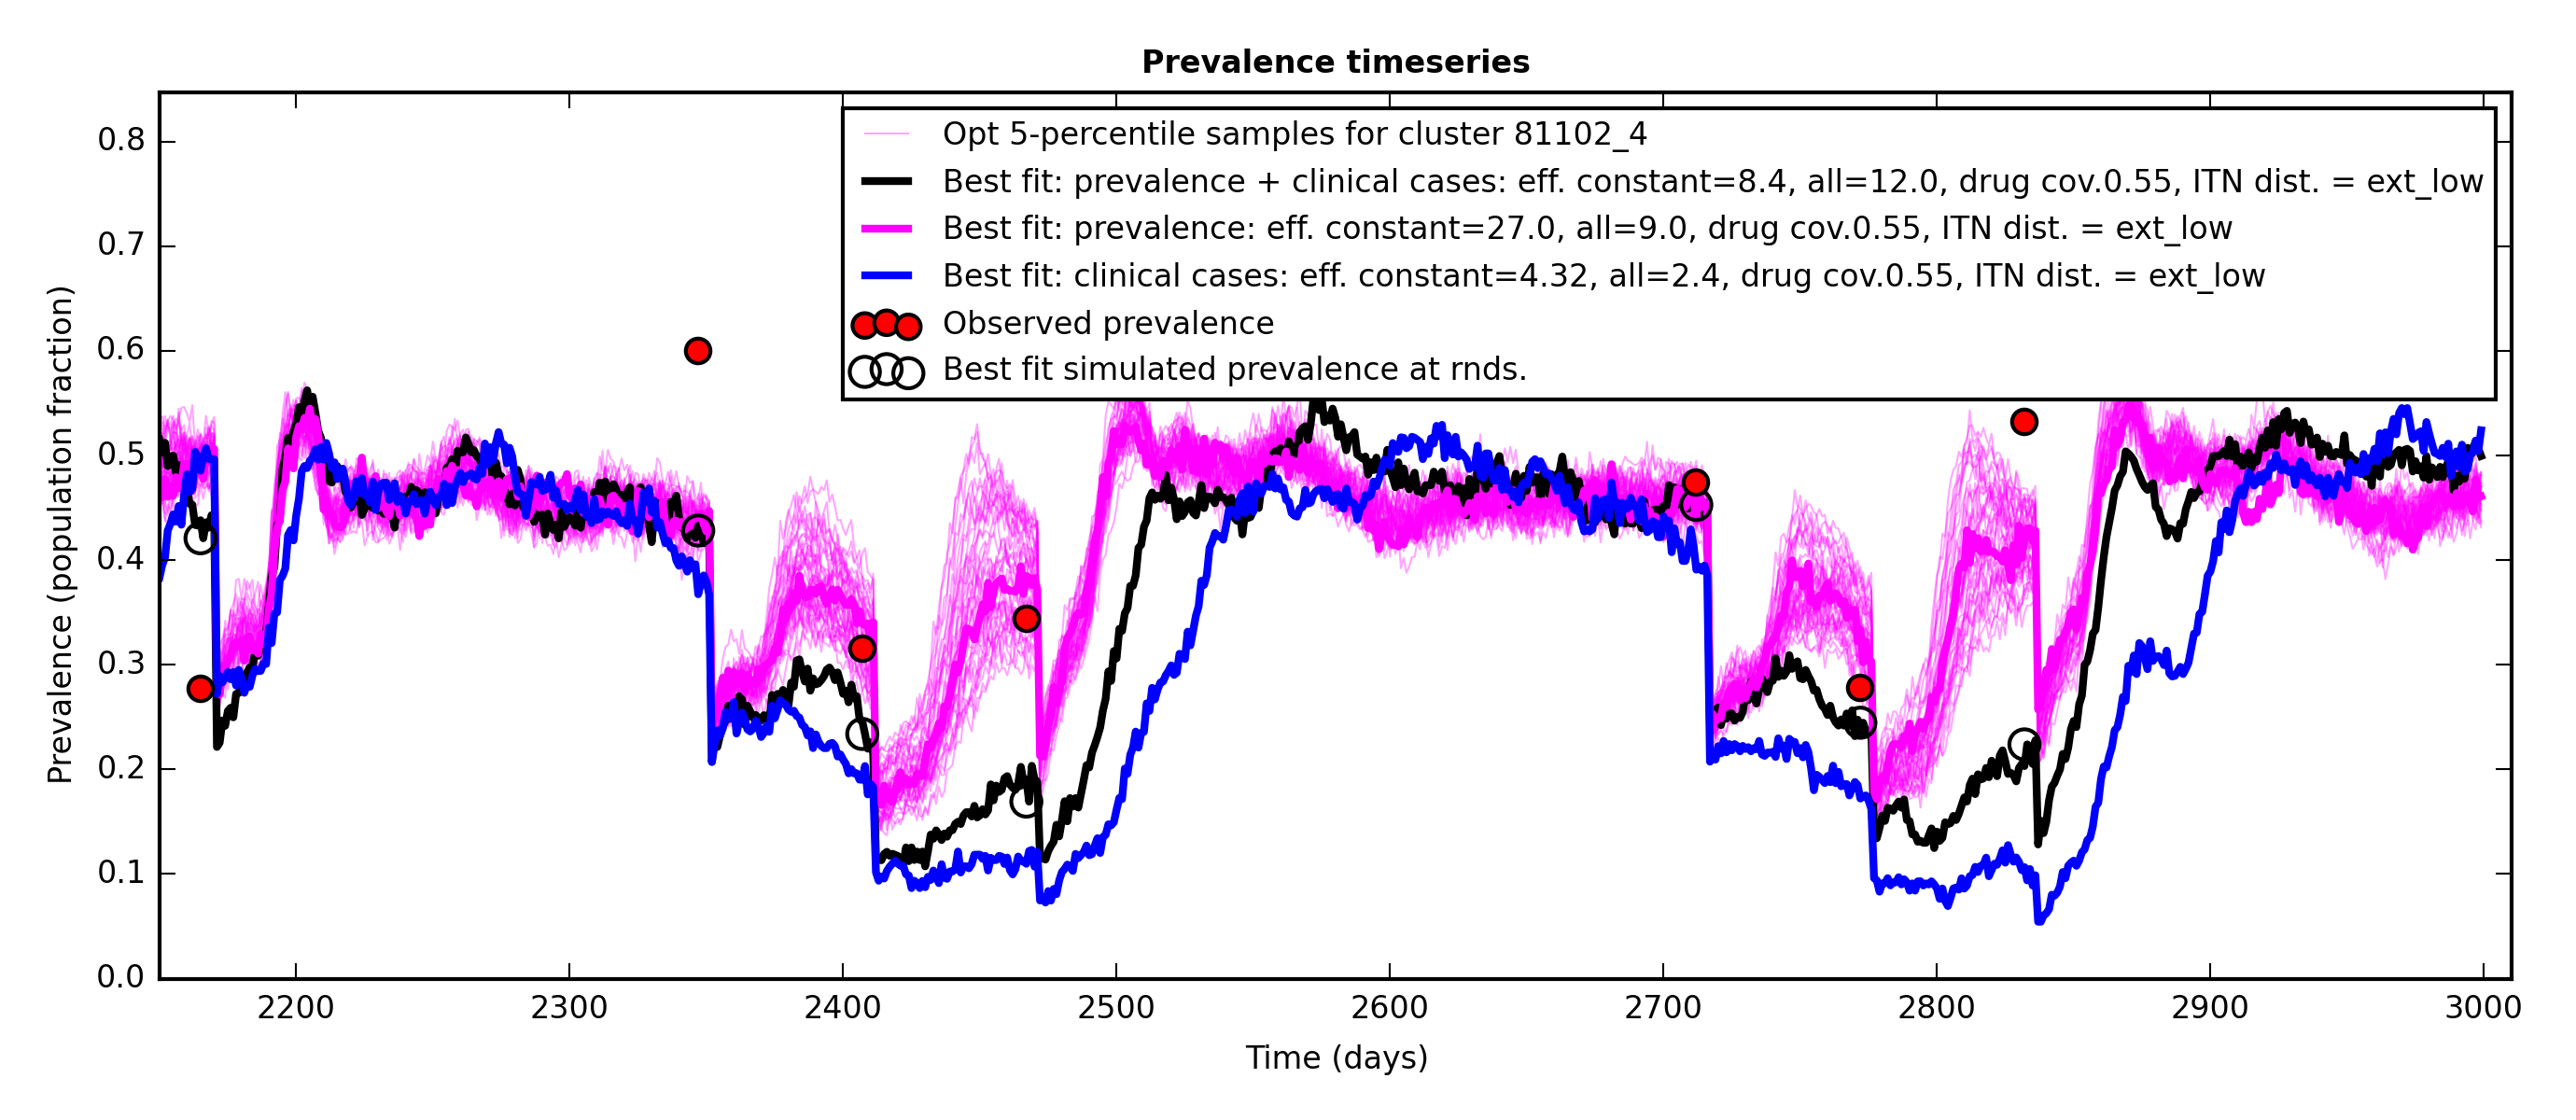 Prevalence timeseries
Opt 5-percentile samples for cluster 81102_4
Best fit: prevalence + clinical cases: eff. constant=8.4, all=12.0, drug cov.0.55, ITN dist. = ext_low
Best fit: prevalence: eff. constant=27.0, all=9.0, drug cov.0.55, ITN dist. = ext_low
Best fit: clinical cases: eff. constant=4.32, all=2.4, drug cov.0.55, ITN dist. = ext_low
Observed prevalence
Best fit simulated prevalence at rnds.
Prevalence (population fraction)
0.8
0.7
0.6
0.5
0.4
0.3
0.2
0.1
0.0
2200 2300 2400 2500 2600 2700 2800 2900 3000
Time (days)